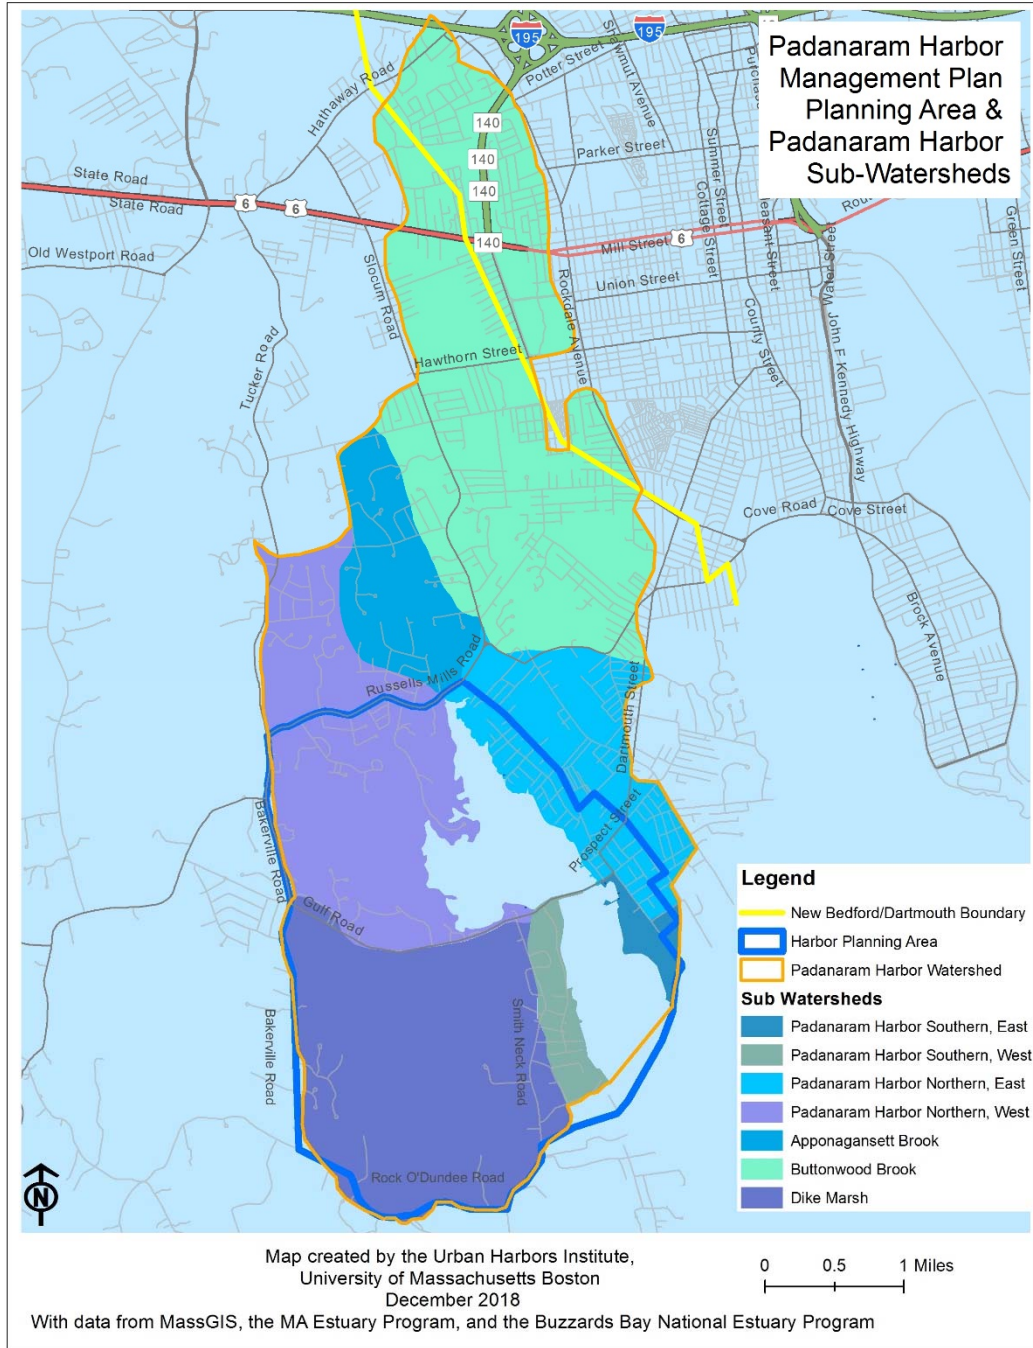 Padanaram Harbor
Management Plan
Planning Area &
Padanaram Harbor
Sub-Watersheds
195
195
Potter Street
Shawmut Avenue
Hathaway Road
140
140
140
140
Parker Street
Summer Street
Cottage Street
State Road
State Road
6
6
6
Mill Street
Old Westport Road
Union Street
Green Street
Slocum Road
Rockdale Avenue
County Street
John F Kennedy Highway
Tucker Road
Hawthorn Street
Cove Road
Cove Street
Brock Avenue
Russells Mills Road
Dartmouth Street
Prospect Street
Bakerville Road
Gulf Road
Bakerville Road
Smith Neck Road
Rock O'Dundee Road
N
Legend
New Bedford/Dartmouth Boundary
Harbor Planning Area
Padanaram Harbor Watershed
Sub Watersheds
Padanaram Harbor Southern, East
Padanaram Harbor Southern, West
Padanaram Harbor Northern, East
Padanaram Harbor Northern, West
Apponagansett Brook
Buttonwood Brook
Dike Marsh
Map created by the Urban Harbors Institute,
University of Massachusetts Boston
December 2018
0 0.5 1 Miles
With data from MassGIS, the MA Estuary Program, and the Buzzards Bay National Estuary Program